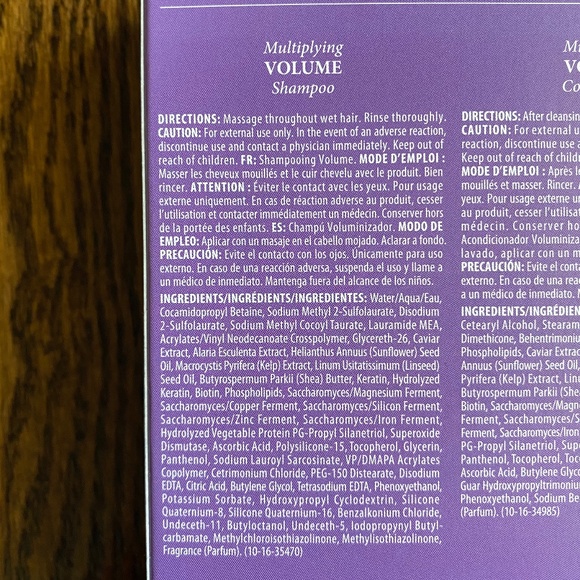 Multiplying
VOLUME
Shampoo
DIRECTIONS: Massage throughout wet hair. Rinse thoroughly.
CAUTION: For external use only. In the event of an adverse reaction,
discontinue use and contact a physician immediately. Keep out of
reach of children. FR: Shampooing Volume. MODE D'EMPLOI :
Masser les cheveux mouillés et le cuir chevelu avec le produit. Bien
rincer. ATTENTION : Éviter le contact avec les yeux. Pour usage
externe uniquement. En cas de réaction adverse au produit, cesser
l'utilisation et contacter immédiatement un médecin. Conserver hors
de la portée des enfants. ES: Champú Voluminizador. MODO DE
EMPLEO: Aplicar con un masaje en el cabello mojado. Aclarar a fondo.
PRECAUCIÓN: Evite el contacto con los ojos. Únicamente para uso
externo. En caso de una reacción adversa, suspenda el uso y llame a
un médico de inmediato. Mantenga fuera del alcance de los niños.
INGREDIENTS/INGRÉDIENTS/INGREDIENTES: Water/Aqua/Eau,
Cocamidopropyl Betaine, Sodium Methyl 2-Sulfolaurate, Disodium
2-Sulfolaurate, Sodium Methyl Cocoyl Taurate, Lauramide MEA,
Acrylates/Vinyl Neodecanoate Crosspolymer, Glycereth-26, Caviar
Extract, Alaria Esculenta Extract, Helianthus Annuus (Sunflower) Seed
Oil, Macrocystis Pyrifera (Kelp) Extract, Linum Usitatissimum (Linseed)
Seed Oil, Butyrospermum Parkii (Shea) Butter, Keratin, Hydrolyzed
Keratin, Biotin, Phospholipids, Saccharomyces/Magnesium Ferment,
Saccharomyces/Copper Ferment, Saccharomyces/Silicon Ferment,
Saccharomyces/Zinc Ferment, Saccharomyces/Iron Ferment,
Hydrolyzed Vegetable Protein PG-Propyl Silanetriol, Superoxide
Dismutase, Ascorbic Acid, Polysilicone-15, Tocopherol, Glycerin,
Panthenol, Sodium Lauroyl Sarcosinate, VP/DMAPA Acrylates
Copolymer, Cetrimonium Chloride, PEG-150 Distearate, Disodium
EDTA, Citric Acid, Butylene Glycol, Tetrasodium EDTA, Phenoxyethanol,
Potassium Sorbate, Hydroxypropyl Cyclodextrin, Silicone
Quaternium-8, Silicone Quaternium-16, Benzalkonium Chloride,
Undeceth-11, Butyloctanol, Undeceth-5, Iodopropynyl Butyl-
carbamate, Methylchloroisothiazolinone, Methylisothiazolinone,
Fragrance (Parfum). (10-16-35470)
DIRECTIONS: After cleansin
CAUTION: For external u
reaction, discontinue use a
Keep out of reach of childre
MODE D'EMPLOI : Après l
mouillés et masser. Rincer. A
yeux. Pour usage externe un
au produit, cesser l'utilisatio
médecin. Conserver ho
Acondicionador Voluminiza
lavado, aplicar con un m
PRECAUCIÓN: Evite el conta
externo. En caso de una reac
a un médico de inmediato. M
INGREDIENTS/INGRÉDIEN
Cetearyl Alcohol, Stearam
Dimethicone, Behentrimoni
Phospholipids, Caviar Extrac
Annuus (Sunflower) Seed Oil,
Pyrifera (Kelp) Extract, Lin
Butyrospermum Parkii (Shea
Biotin, Saccharomyces/Mag
Ferment, Saccharomyces/S
Ferment, Saccharomyces/Iron
PG-Propyl Silanetriol, Supe
Panthenol, Tocopherol, Toc
Ascorbic Acid, Butylene Glyco
Guar Hydroxypropyltrimoni
Phenoxyethanol, Sodium Be
(Parfum). (10-16-34985)